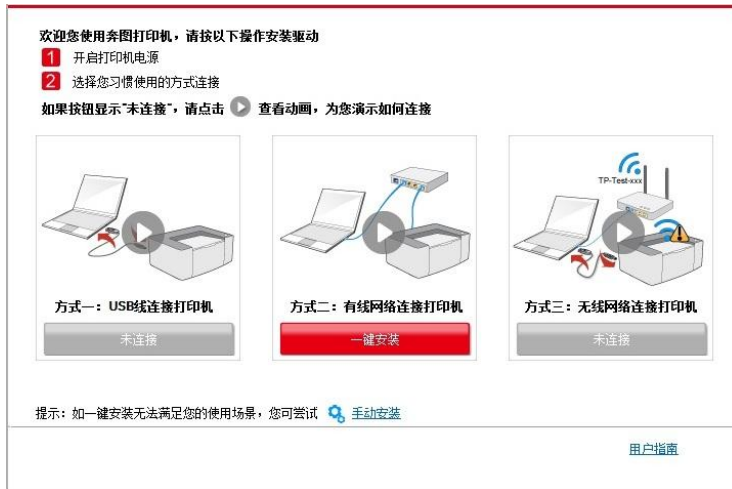 欢迎您使用奔图打印机，请按以下操作安装驱动
1 开启打印机电源
2 选择您习惯使用的方式连接
如果按钮显示"未连接"，请点击 查看动画，为您演示如何连接
TP-Test-xxx
方式一：USB线连接打印机
方式二：有线网络连接打印机
方式三：无线网络连接打印机
未连接
一键安装
未连接
提示：如一键安装无法满足您的使用场景，您可尝试 手动安装
用户指南